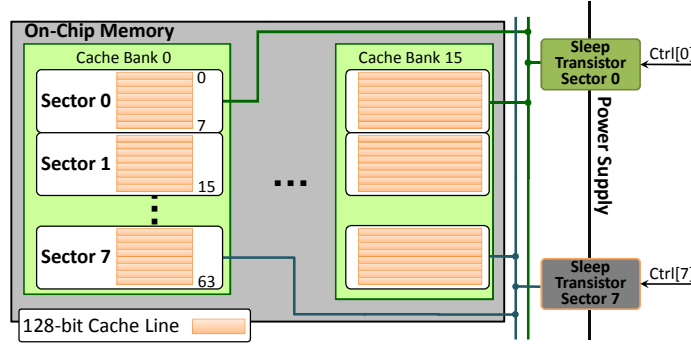 On-Chip Memory
Cache Bank 0
Cache Bank 15
Sector 0
0
7
Sector 1
15
...
Sector 7
63
128-bit Cache Line
Sleep
Transistor
Sector 0
Ctrl[0]
Power Supply
Sleep
Transistor
Sector 7
Ctrl[7]